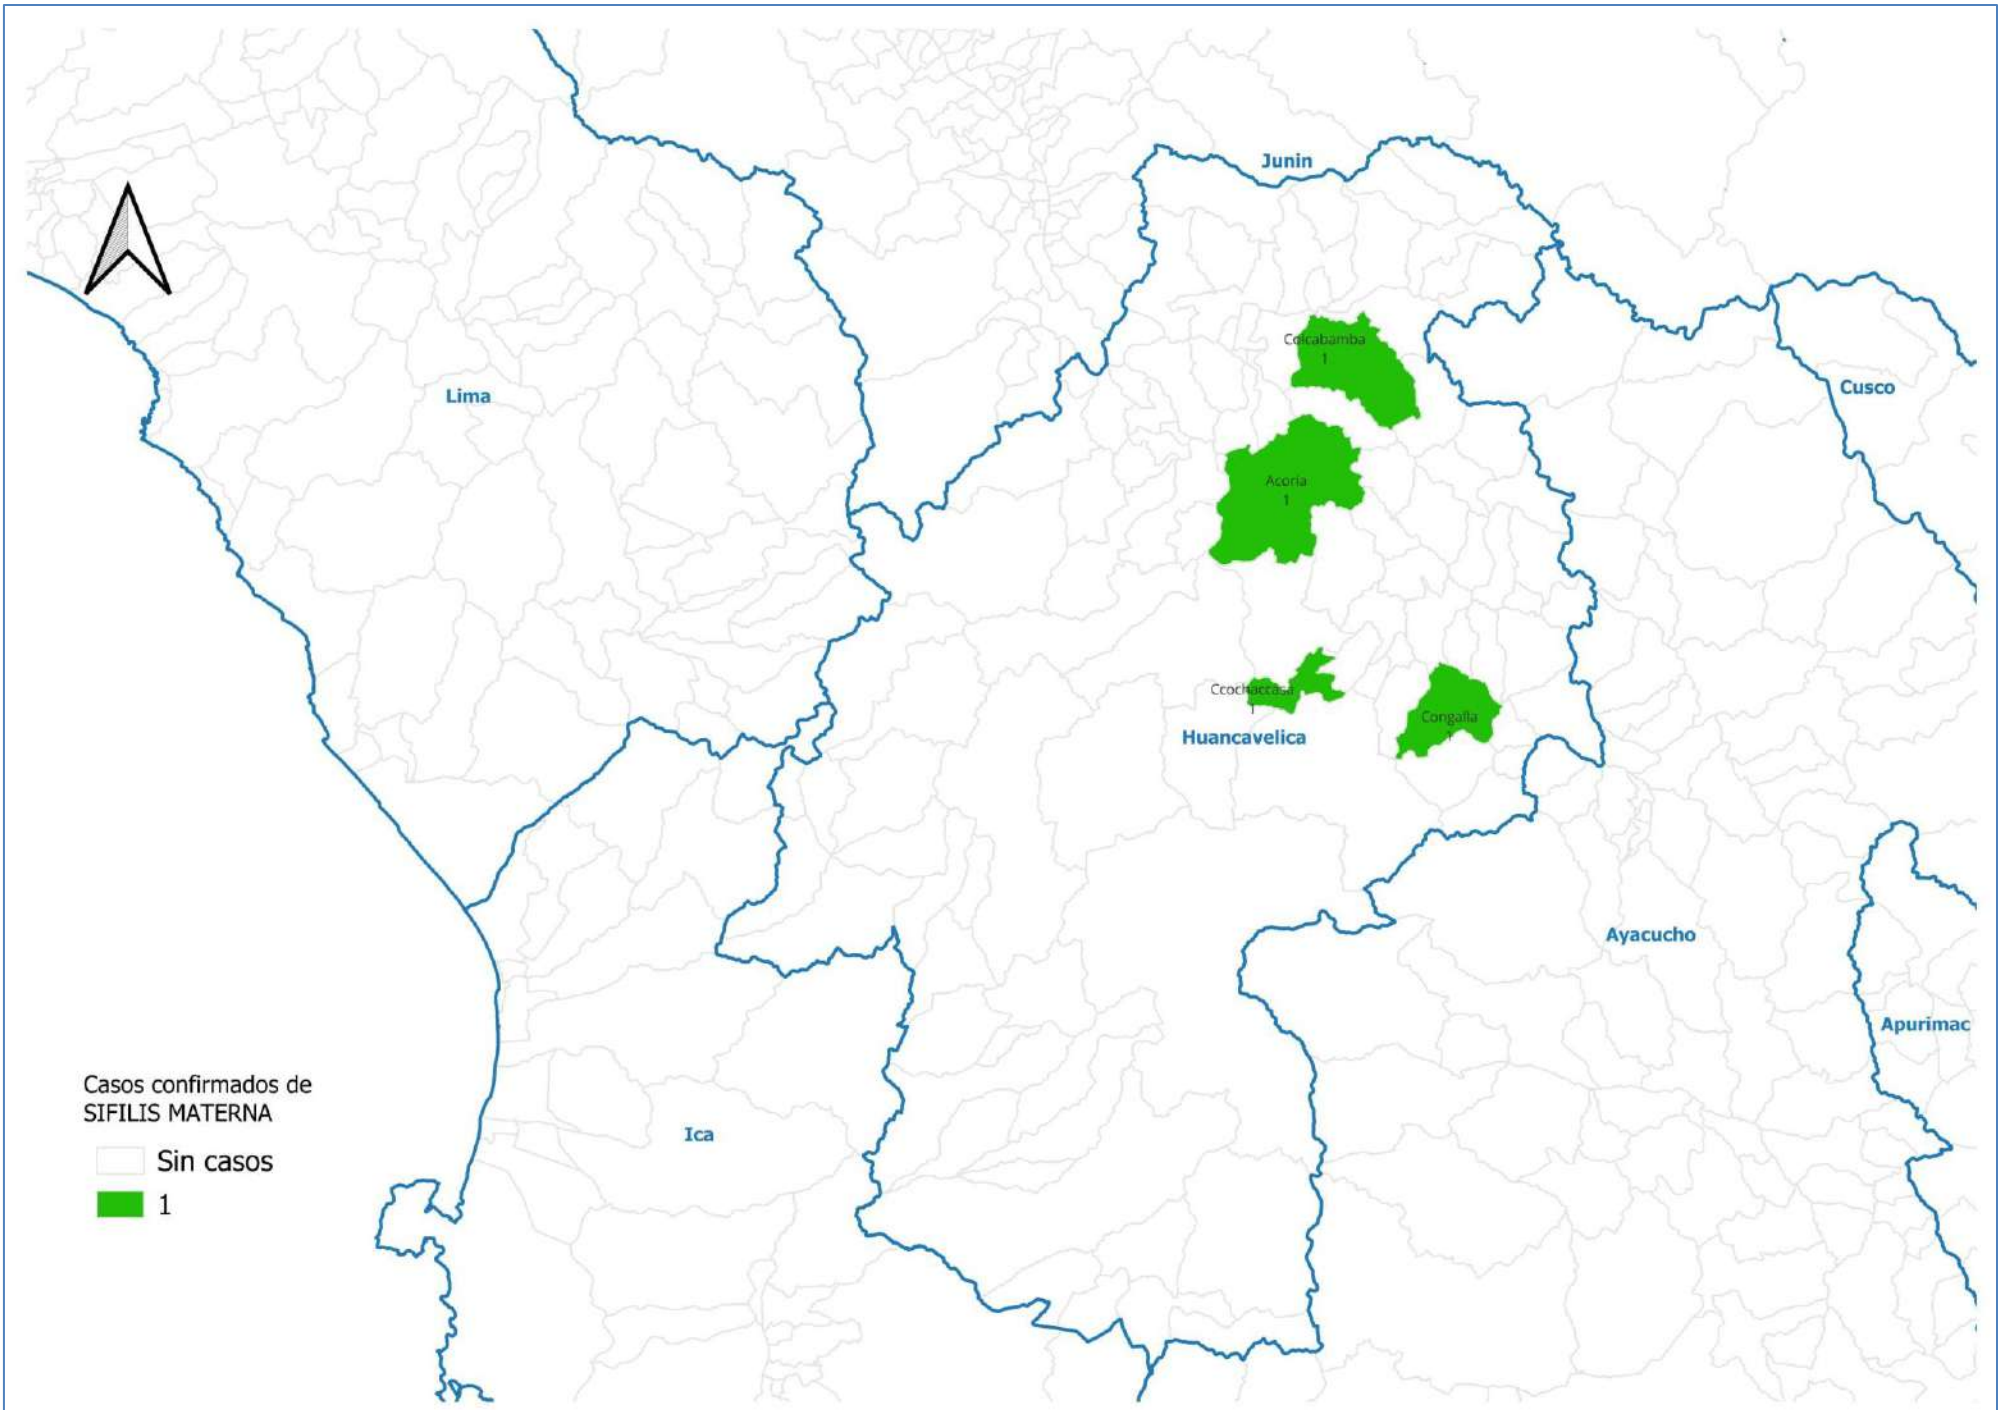 Junin
Colcabamba
1
Cusco
Lima
Acoria
1
Ccochaccasa
1
Congalla
1
Huancavelica
Ayacucho
Apurimac
Casos confirmados de
SIFILIS MATERNA
Ica
Sin casos
1